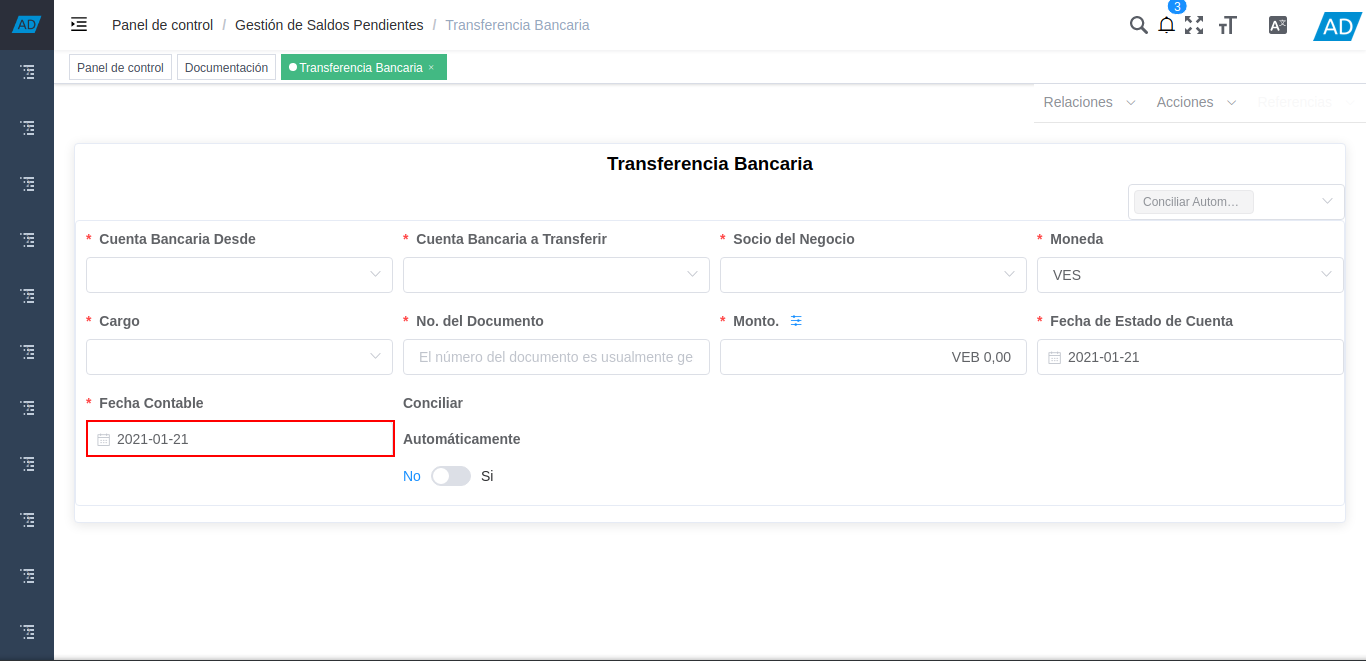 AD
Panel de control / Gestión de Saldos Pendientes / Transferencia Bancaria
3
AD
Panel de control
Documentación
Transferencia Bancaria ×
Relaciones
Acciones
Referencias
Transferencia Bancaria
Conciliar Autom...
* Cuenta Bancaria Desde
* Cuenta Bancaria a Transferir
* Socio del Negocio
* Moneda
VES
* Cargo
* No. del Documento
* Monto.
* Fecha de Estado de Cuenta
El número del documento es usualmente ge
VEB 0,00
2021-01-21
* Fecha Contable
Conciliar
Automáticamente
2021-01-21
No
Si